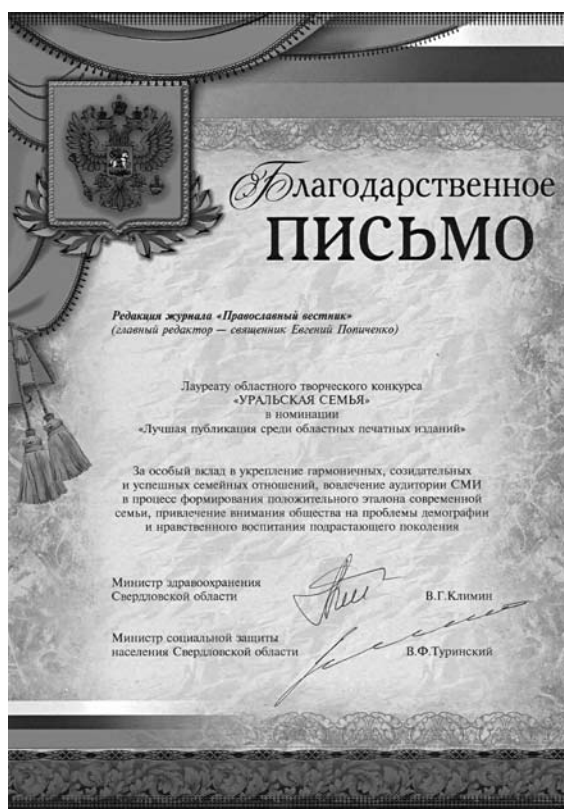 Благодарственное
ПИСЬМО
Редакция журнала «Православный вестник»
(главный редактор — священник Евгений Попиченко)
Лауреату областного творческого конкурса
«УРАЛЬСКАЯ СЕМЬЯ»
в номинации
«Лучшая публикация среди областных печатных изданий»
За особый вклад в укрепление гармоничных, созидательных
и успешных семейных отношений, вовлечение аудитории СМИ
в процесс формирования положительного эталона современной
семьи, привлечение внимания общества на проблемы демографии
и нравственного воспитания подрастающего поколения
Министр здравоохранения
Свердловской области В.Г.Климин
Министр социальной защиты
населения Свердловской области В.Ф.Туринский